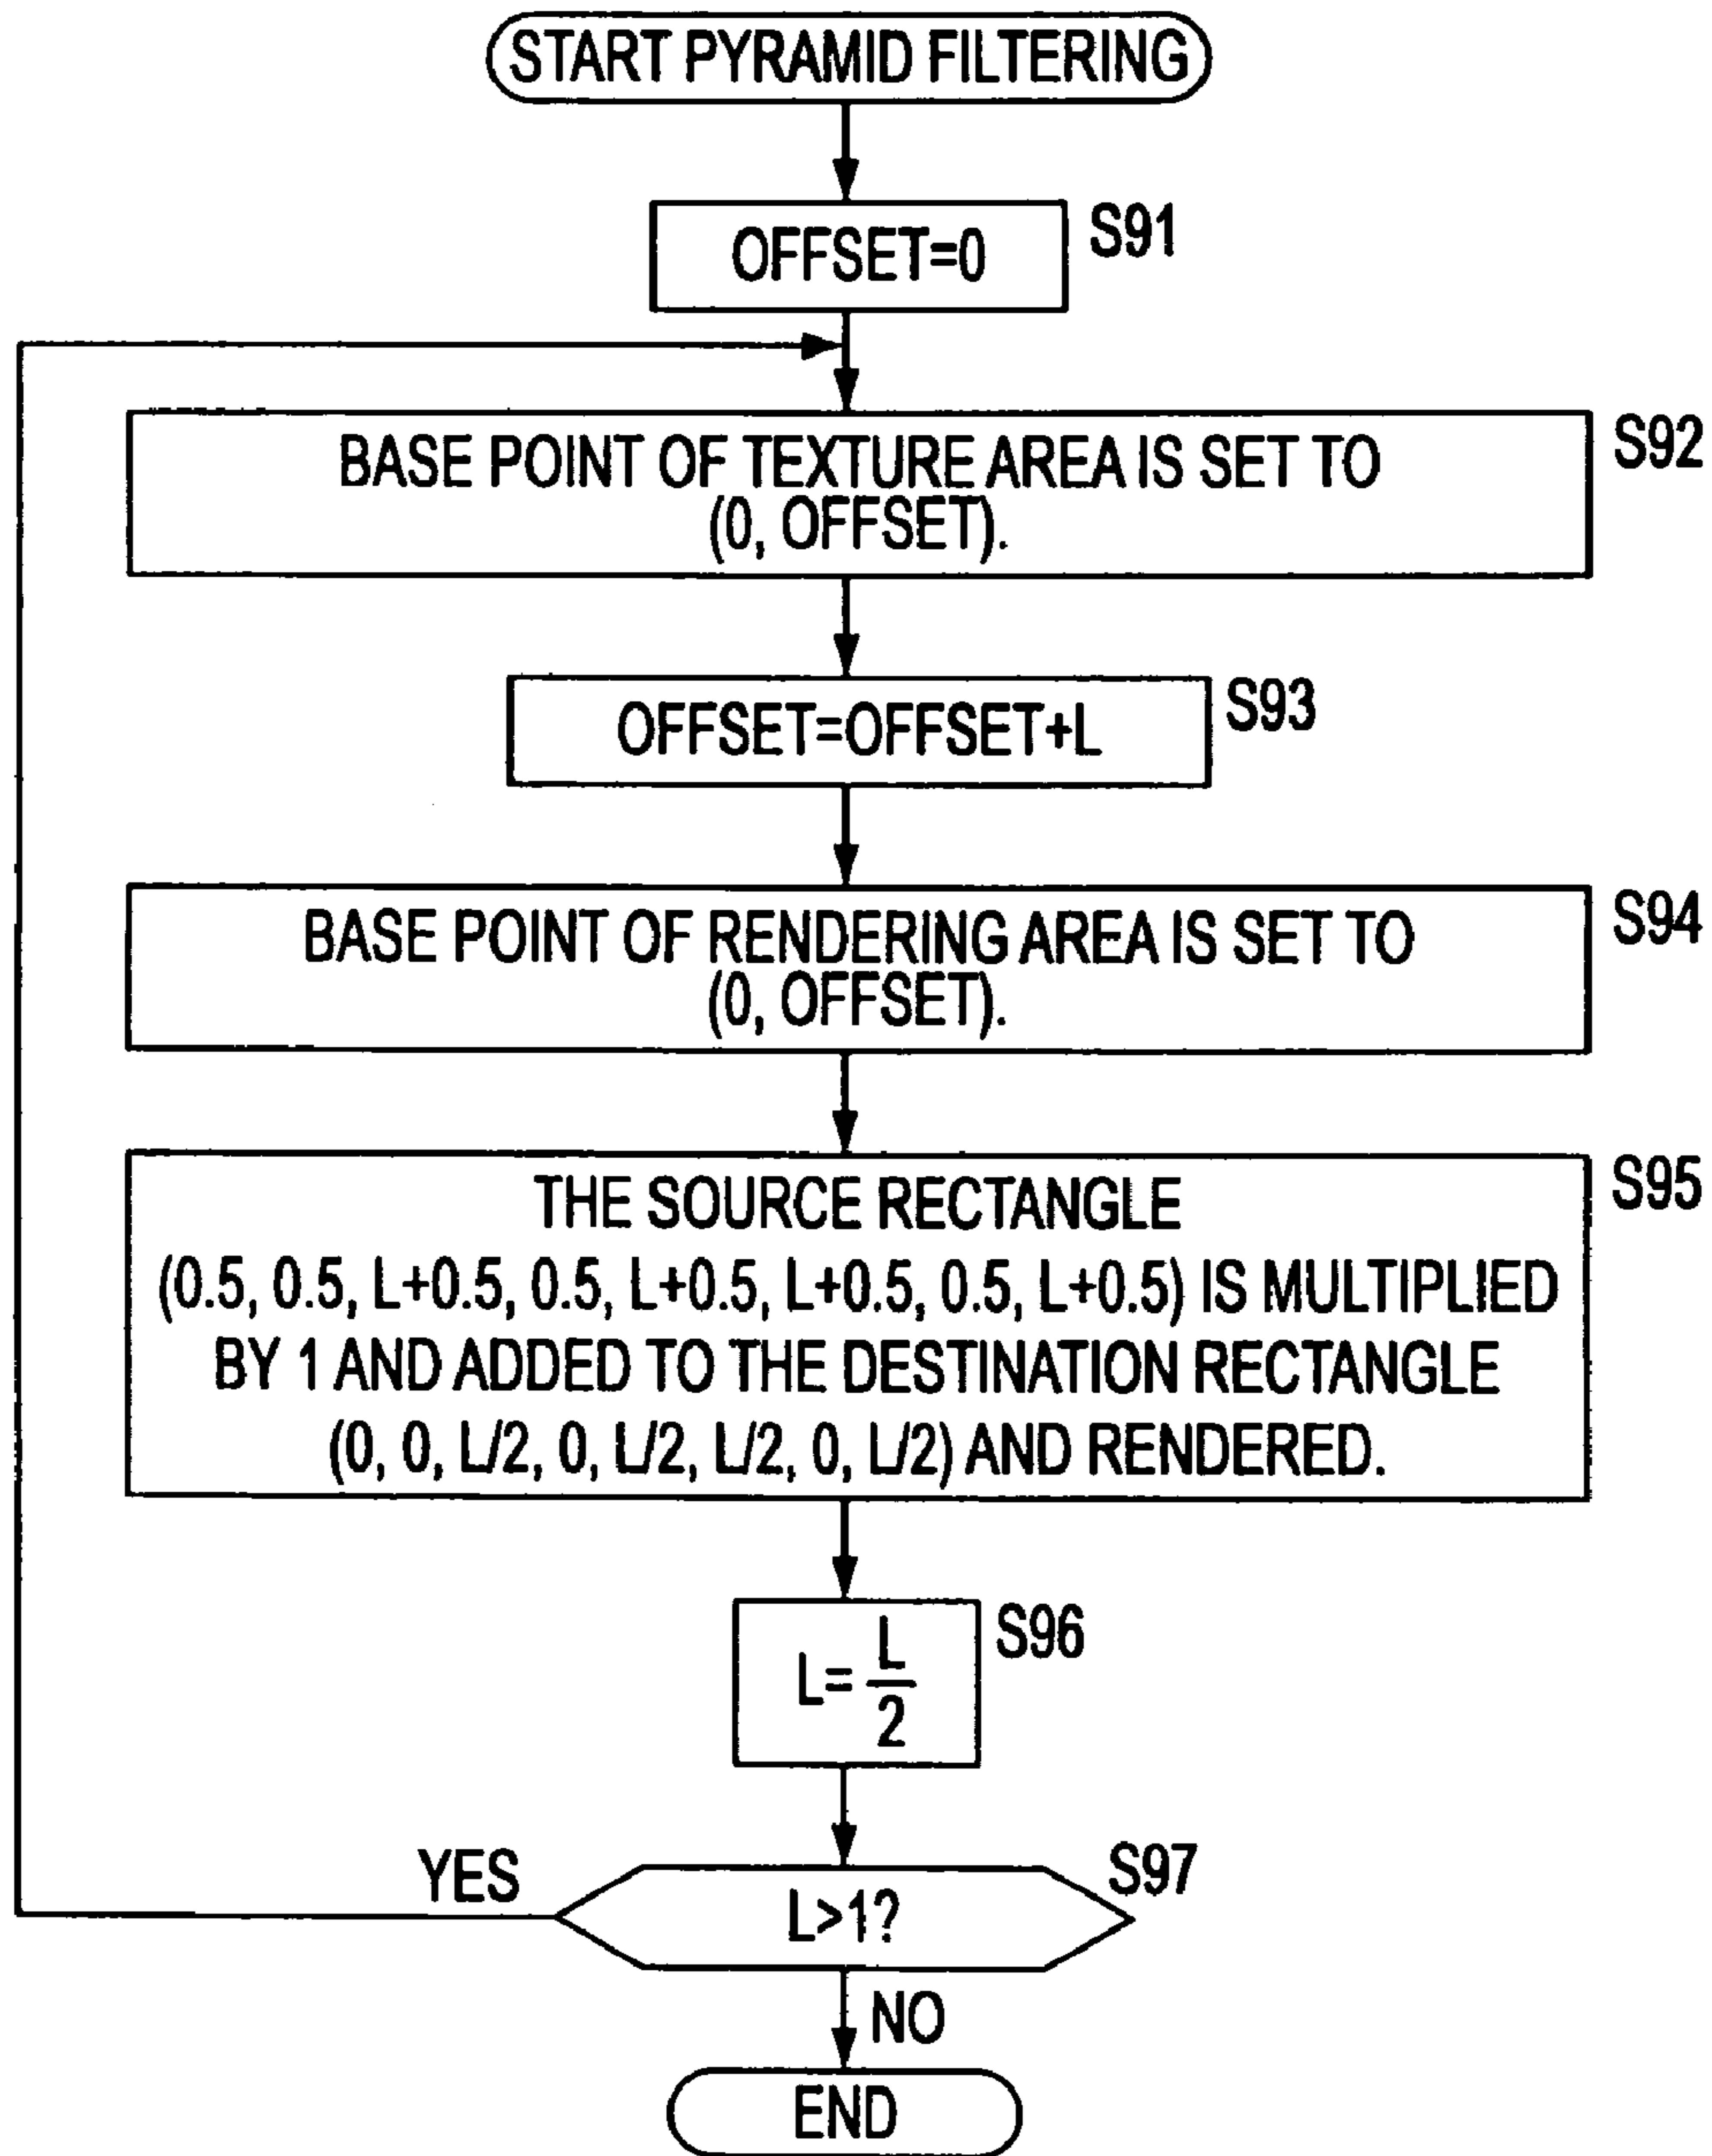 START PYRAMID FILTERING
OFFSET=0
S91
BASE POINT OF TEXTURE AREA IS SET TO
(0, OFFSET).
S92
OFFSET=OFFSET+L
S93
BASE POINT OF RENDERING AREA IS SET TO
(0, OFFSET).
S94
THE SOURCE RECTANGLE
(0.5, 0.5, L+0.5, 0.5, L+0.5, L+0.5, 0.5, L+0.5) IS MULTIPLIED
BY 1 AND ADDED TO THE DESTINATION RECTANGLE
(0, 0, L/2, 0, L/2, L/2, 0, L/2) AND RENDERED.
S95
L=L/2
S96
L>1?
S97
YES
NO
END